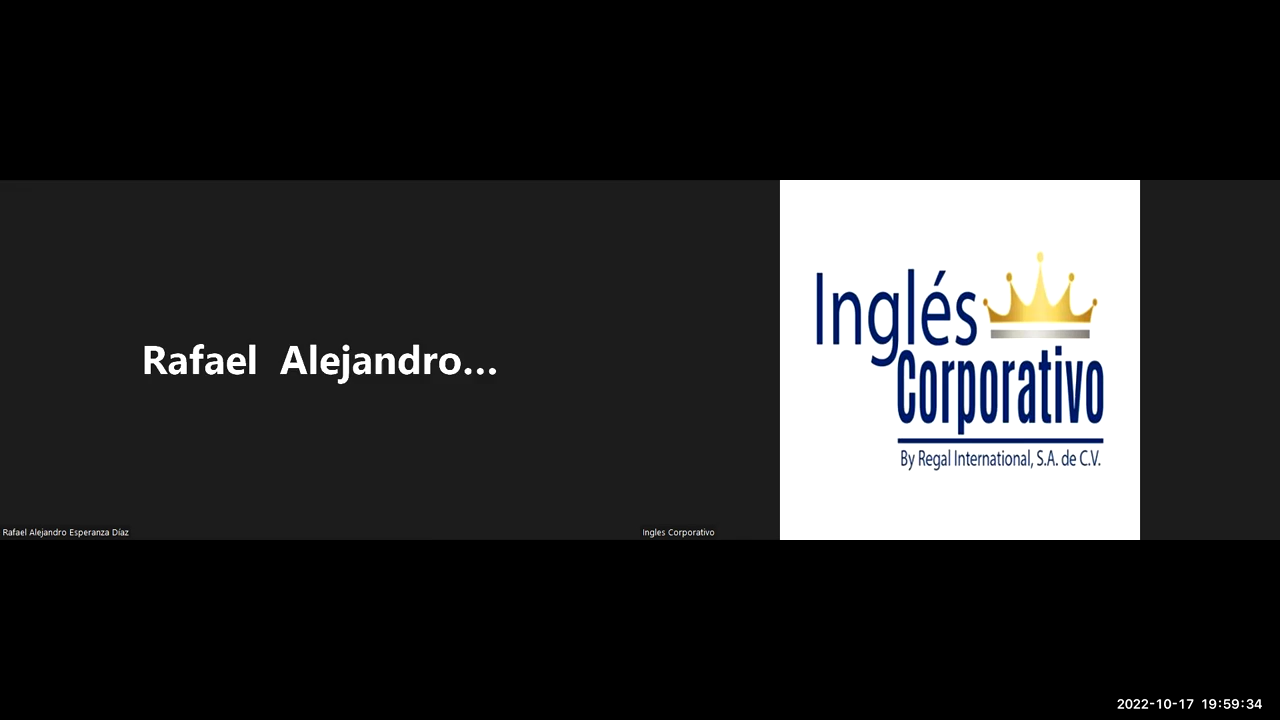 Rafael Alejandro...
Rafael Alejandro Esperanza Díaz
Inglés
Corporativo
By Regal International, S.A. de C.V.
Ingles Corporativo
2022-10-17 19:59:34